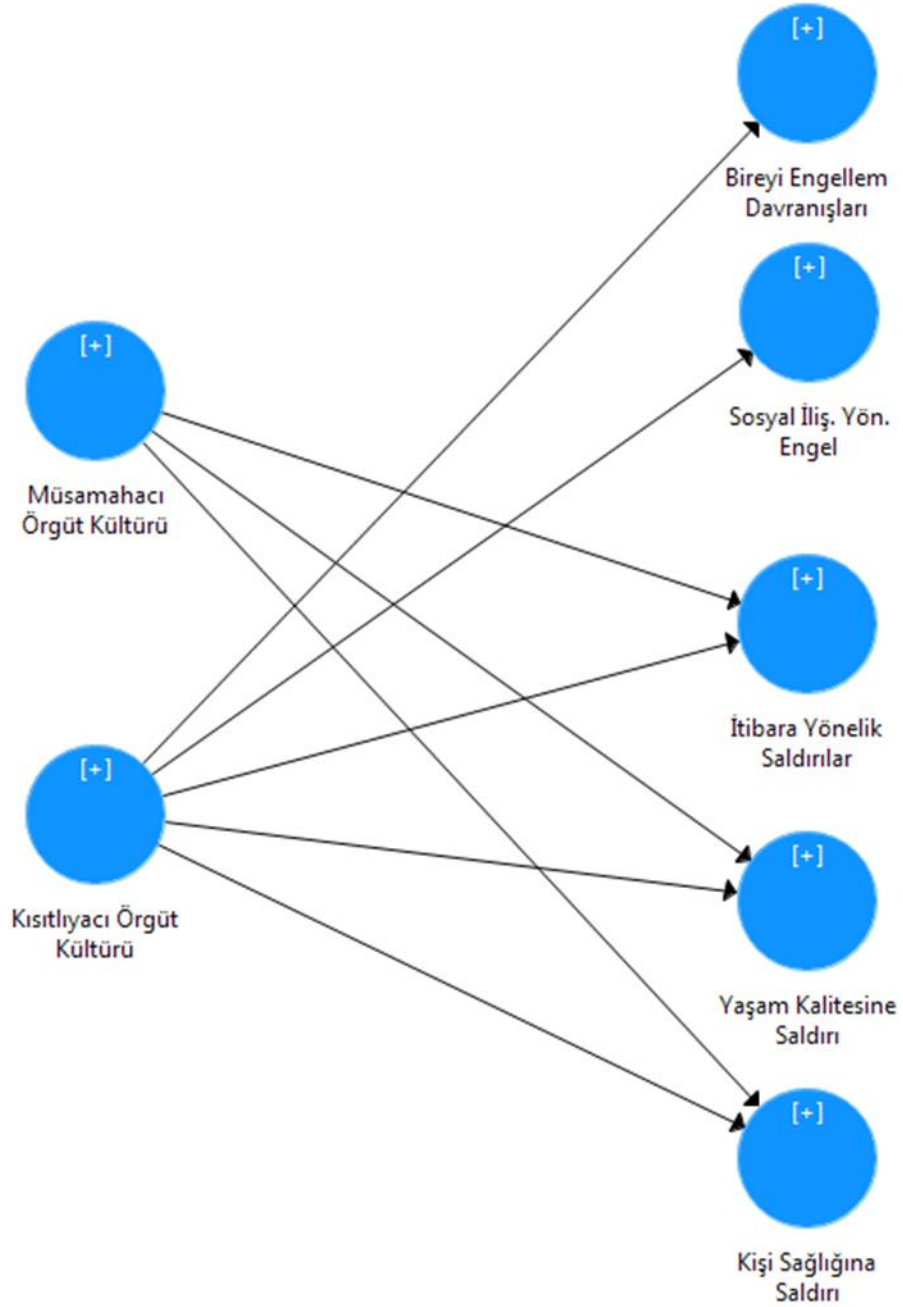 [+]
Bireyi Engellem
Davranışları
[+]
Sosyal İliş. Yön.
Engel
[+]
Müsamahacı
Örgüt Kültürü
[+]
İtibara Yönelik
Saldırılar
[+]
Kısıtlıyacı Örgüt
Kültürü
[+]
Yaşam Kalitesine
Saldırı
[+]
Kişi Sağlığına
Saldırı